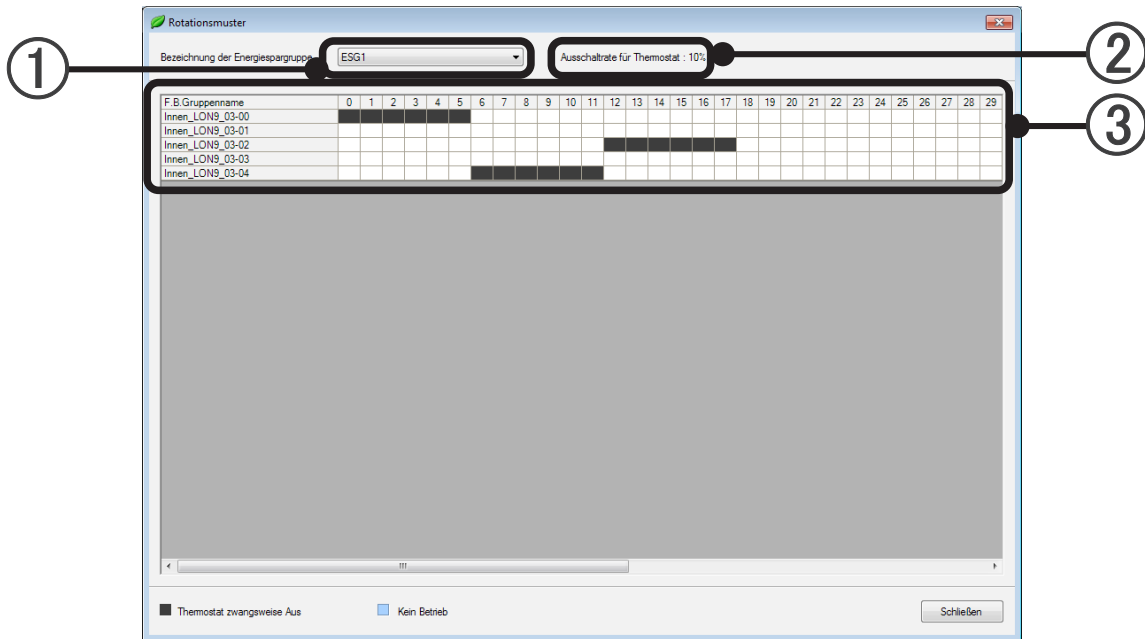 Rotationsmuster
Bezeichnung der Energiespargruppe ESG1 Ausschaltrate für Thermostat : 10%
1
2
3
F.B.Gruppenname 0 1 2 3 4 5 6 7 8 9 10 11 12 13 14 15 16 17 18 19 20 21 22 23 24 25 26 27 28 29
Innen_LON9_03-00
Innen_LON9_03-01
Innen_LON9_03-02
Innen_LON9_03-03
Innen_LON9_03-04
Thermostat zwangsweise Aus Kein Betrieb Schließen